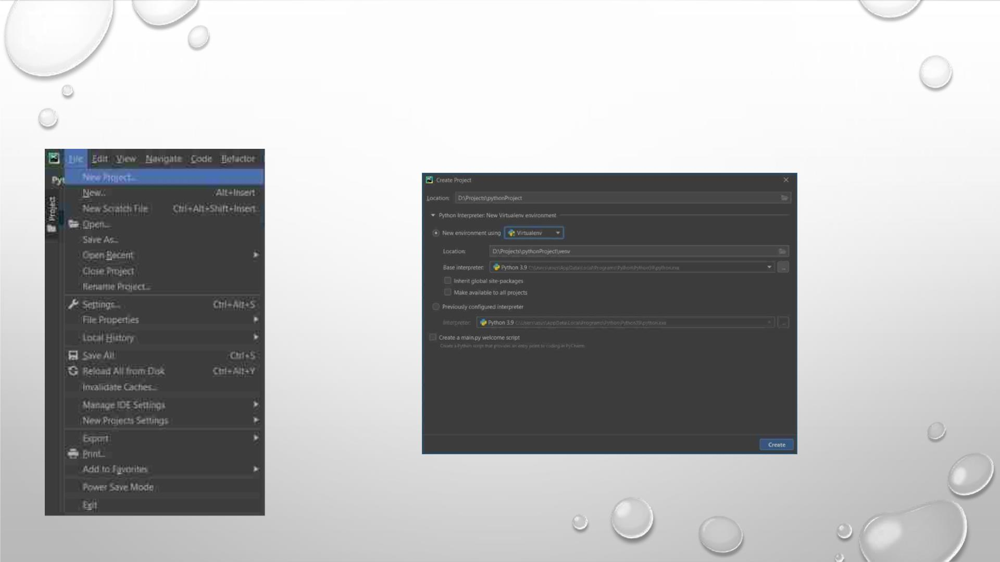 File Edit View Navigate Code Refactor
New Project...
Pyt
New... Alt+Insert
Project
New Scratch File Ctrl+Alt+Shift+Insert
Open...
Save As...
Open Recent
Close Project
Rename Project...
Settings... Ctrl+Alt+S
File Properties
Local History
Save All Ctrl+S
Reload All from Disk Ctrl+Alt+Y
Invalidate Caches...
Manage IDE Settings
New Projects Settings
Export
Print...
Add to Favorites
Power Save Mode
Exit
Create Project
Location: D:\Projects\pythonProject
Python Interpreter: New Virtualenv environment
New environment using Virtualenv
Location: D:\Projects\pythonProject\venv
Base interpreter: Python 3.9 C:\Users\asus\AppData\Local\Programs\Python\Python39\python.exe
...
Inherit global site-packages
Make available to all projects
Previously configured interpreter
Interpreter: Python 3.9 C:\Users\asus\AppData\Local\Programs\Python\Python39\python.exe
...
Create a main.py welcome script
Create a Python script that provides an entry point to coding in PyCharm.
Create